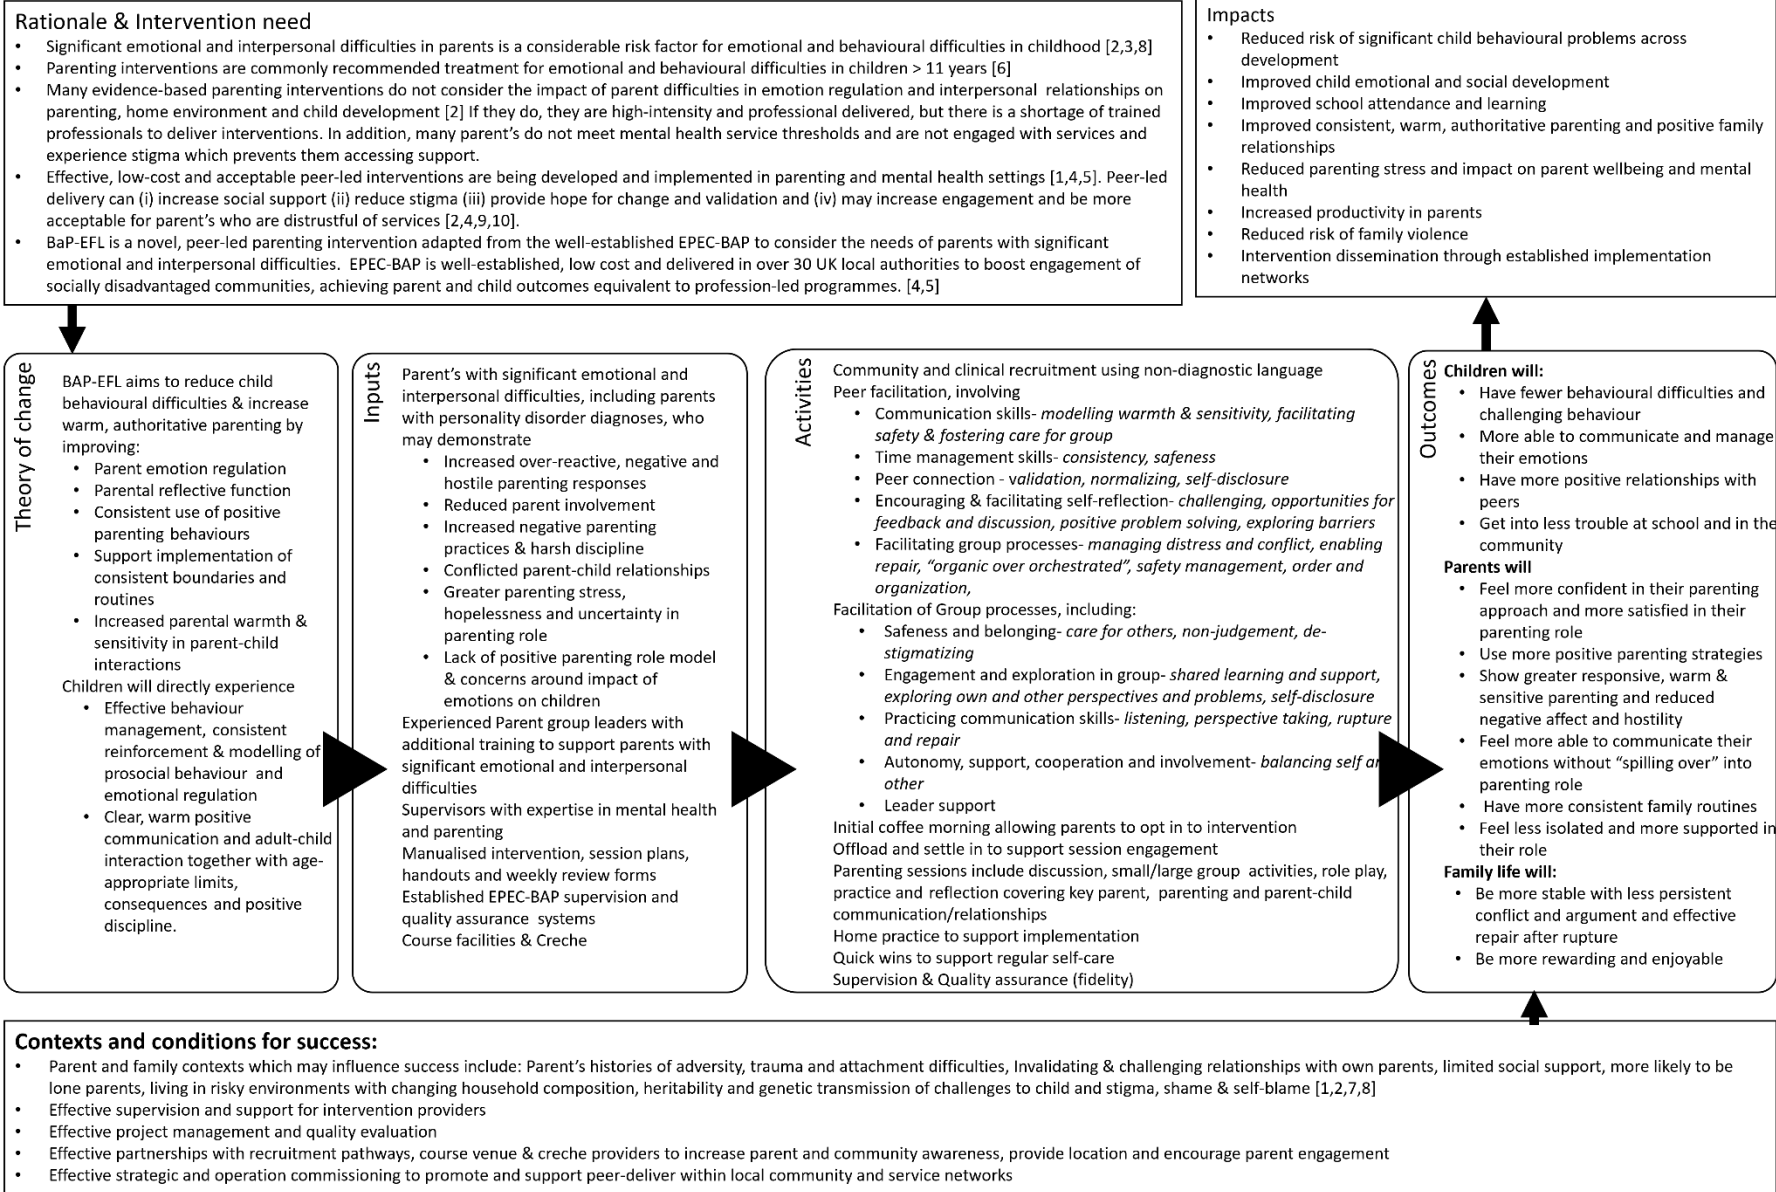 Rationale & Intervention need
• Significant emotional and interpersonal difficulties in parents is a considerable risk factor for emotional and behavioural difficulties in childhood [2,3,8]
• Parenting interventions are commonly recommended treatment for emotional and behavioural difficulties in children > 11 years [6]
• Many evidence-based parenting interventions do not consider the impact of parent difficulties in emotion regulation and interpersonal relationships on
parenting, home environment and child development [2] If they do, they are high-intensity and professional delivered, but there is a shortage of trained
professionals to deliver interventions. In addition, many parent's do not meet mental health service thresholds and are not engaged with services and
experience stigma which prevents them accessing support.
• Effective, low-cost and acceptable peer-led interventions are being developed and implemented in parenting and mental health settings [1,4,5]. Peer-led
delivery can (i) increase social support (ii) reduce stigma (iii) provide hope for change and validation and (iv) may increase engagement and be more
acceptable for parent's who are distrustful of services [2,4,9,10].
• BaP-EFL is a novel, peer-led parenting intervention adapted from the well-established EPEC-BAP to consider the needs of parents with significant
emotional and interpersonal difficulties. EPEC-BAP is well-established, low cost and delivered in over 30 UK local authorities to boost engagement of
socially disadvantaged communities, achieving parent and child outcomes equivalent to profession-led programmes. [4,5]
Impacts
• Reduced risk of significant child behavioural problems across
development
• Improved child emotional and social development
• Improved school attendance and learning
• Improved consistent, warm, authoritative parenting and positive family
relationships
• Reduced parenting stress and impact on parent wellbeing and mental
health
• Increased productivity in parents
• Reduced risk of family violence
• Intervention dissemination through established implementation
networks
Theory of change
BAP-EFL aims to reduce child
behavioural difficulties & increase
warm, authoritative parenting by
improving:
• Parent emotion regulation
• Parental reflective function
• Consistent use of positive
parenting behaviours
• Support implementation of
consistent boundaries and
routines
• Increased parental warmth &
sensitivity in parent-child
interactions
Children will directly experience
• Effective behaviour
management, consistent
reinforcement & modelling of
prosocial behaviour and
emotional regulation
• Clear, warm positive
communication and adult-child
interaction together with age-
appropriate limits,
consequences and positive
discipline.
Inputs
Parent's with significant emotional and
interpersonal difficulties, including parents
with personality disorder diagnoses, who
may demonstrate
• Increased over-reactive, negative and
hostile parenting responses
• Reduced parent involvement
• Increased negative parenting
practices & harsh discipline
• Conflicted parent-child relationships
• Greater parenting stress,
hopelessness and uncertainty in
parenting role
• Lack of positive parenting role model
& concerns around impact of
emotions on children
Experienced Parent group leaders with
additional training to support parents with
significant emotional and interpersonal
difficulties
Supervisors with expertise in mental health
and parenting
Manualised intervention, session plans,
handouts and weekly review forms
Established EPEC-BAP supervision and
quality assurance systems
Course facilities & Creche
Activities
Community and clinical recruitment using non-diagnostic language
Peer facilitation, involving
• Communication skills- modelling warmth & sensitivity, facilitating
safety & fostering care for group
• Time management skills- consistency, safeness
• Peer connection - validation, normalizing, self-disclosure
• Encouraging & facilitating self-reflection- challenging, opportunities for
feedback and discussion, positive problem solving, exploring barriers
• Facilitating group processes- managing distress and conflict, enabling
repair, "organic over orchestrated", safety management, order and
organization,
Facilitation of Group processes, including:
• Safeness and belonging- care for others, non-judgement, de-
stigmatizing
• Engagement and exploration in group- shared learning and support,
exploring own and other perspectives and problems, self-disclosure
• Practicing communication skills- listening, perspective taking, rupture
and repair
• Autonomy, support, cooperation and involvement- balancing self
other
• Leader support
Initial coffee morning allowing parents to opt in to intervention
Offload and settle in to support session engagement
Parenting sessions include discussion, small/large group activities, role play,
practice and reflection covering key parent, parenting and parent-child
communication/relationships
Home practice to support implementation
Quick wins to support regular self-care
Supervision & Quality assurance (fidelity)
Outcomes
Children will:
• Have fewer behavioural difficulties and
challenging behaviour
• More able to communicate and manage
their emotions
• Have more positive relationships with
peers
• Get into less trouble at school and in the
community
Parents will
• Feel more confident in their parenting
approach and more satisfied in their
parenting role
• Use more positive parenting strategies
• Show greater responsive, warm &
sensitive parenting and reduced
negative affect and hostility
• Feel more able to communicate their
emotions without "spilling over" into
parenting role
• Have more consistent family routines
• Feel less isolated and more supported in
their role
Family life will:
• Be more stable with less persistent
conflict and argument and effective
repair after rupture
• Be more rewarding and enjoyable
Contexts and conditions for success:
• Parent and family contexts which may influence success include: Parent's histories of adversity, trauma and attachment difficulties, Invalidating & challenging relationships with own parents, limited social support, more likely to be
lone parents, living in risky environments with changing household composition, heritability and genetic transmission of challenges to child and stigma, shame & self-blame [1,2,7,8]
• Effective supervision and support for intervention providers
• Effective project management and quality evaluation
• Effective partnerships with recruitment pathways, course venue & creche providers to increase parent and community awareness, provide location and encourage parent engagement
• Effective strategic and operation commissioning to promote and support peer-deliver within local community and service networks